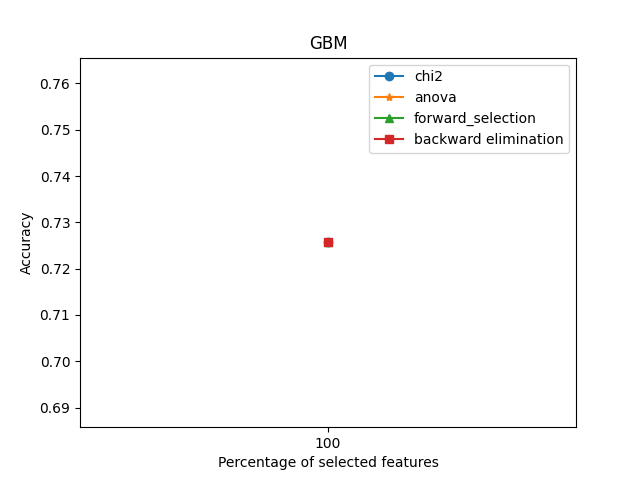 GBM
chi2
anova
forward_selection
backward elimination
0.76
0.75
0.74
0.73
0.72
0.71
0.70
0.69
Accuracy
100
Percentage of selected features